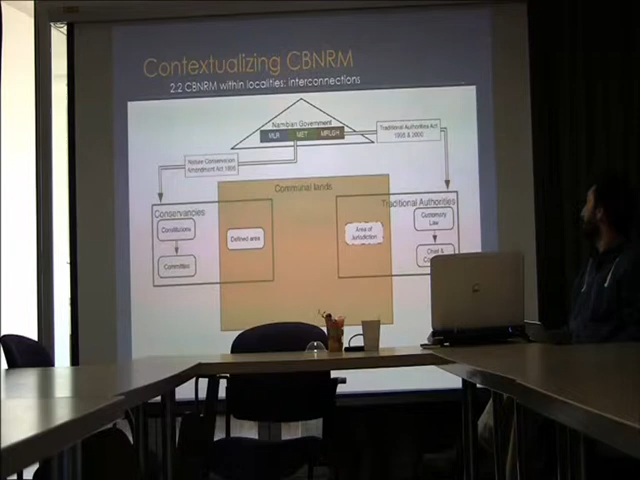 Contextualizing CBNRM
2.2 CBNRM within localities: interconnections
Namibian Government
MLR MET MRLGH
Traditional Authorities Act
1995 & 2000
Nature Conservation
Amendment Act 1996
Communal lands
Conservancies
Traditional Authorities
Constitutions
Defined area
Area of
Jurisdiction
Customary
Law
Committee
Chief &